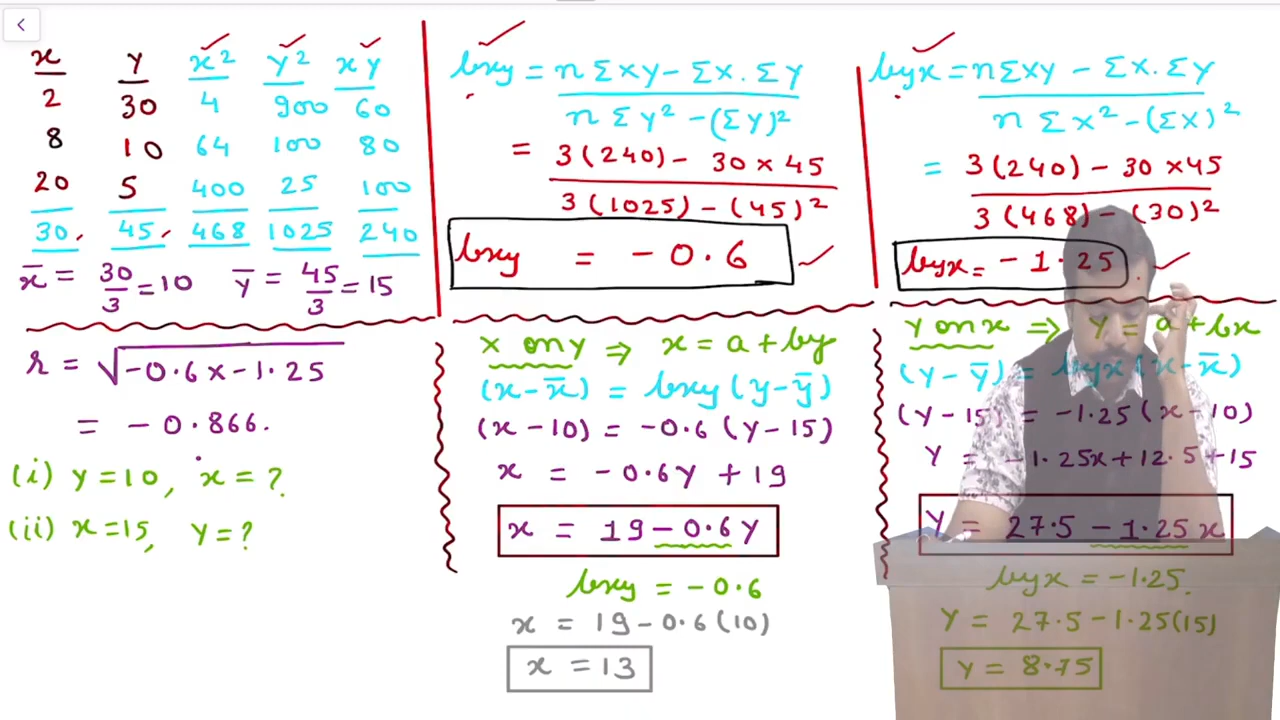 x y x² y² xy
2 30 4 900 60
8 10 64 100 80
20 5 400 25 100
30 45 468 1025 240
x̅ = 30/3 = 10 y̅ = 45/3 = 15
bxy = nΣXY - ΣX.ΣY / nΣY² - (ΣY)²
= 3(240) - 30 × 45 / 3(1025) - (45)²
bxy = -0.6
byx = nΣXY - ΣX.ΣY / nΣX² - (ΣX)²
= 3(240) - 30 × 45 / 3(468) - (30)²
byx = -1.25
r = √-0.6 x -1.25
= -0.866.
(i) y = 10, x = ?
(ii) x = 15, y = ?
X on y ⇒ x = a + by
(x - x̅) = bxy (y - y̅)
(x - 10) = -0.6 (y - 15)
x = -0.6y + 19
x = 19 - 0.6y
bxy = -0.6
x = 19 - 0.6(10)
x = 13
Y on x ⇒ y = a + bx
(y - y̅) = byx (x - x̅)
(y - 15) = -1.25 (x - 10)
y = -1.25x + 12.5 + 15
y = 27.5 - 1.25x
byx = -1.25.
y = 27.5 - 1.25(15)
y = 8.75